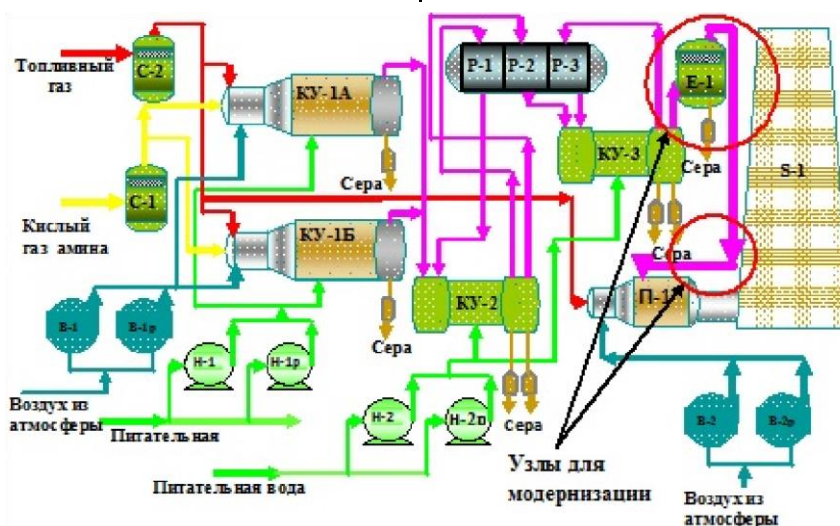 Топливный
газ
С-2
КУ-1А
Р-1
Р-2
Р-3
Е-1
КУ-3
Сера
S-1
Сера
С-1
Кислый
газ амина
КУ-1Б
Сера
П-1
КУ-2
В-1
В-1р
Н-1
Н-1р
Сера
Воздух из
атмосферы
Питательная
Н-2
Н-2п
Сера
В-2
В-2р
Узлы для
модернизации
Питательная вода
Воздух из
атмосферы